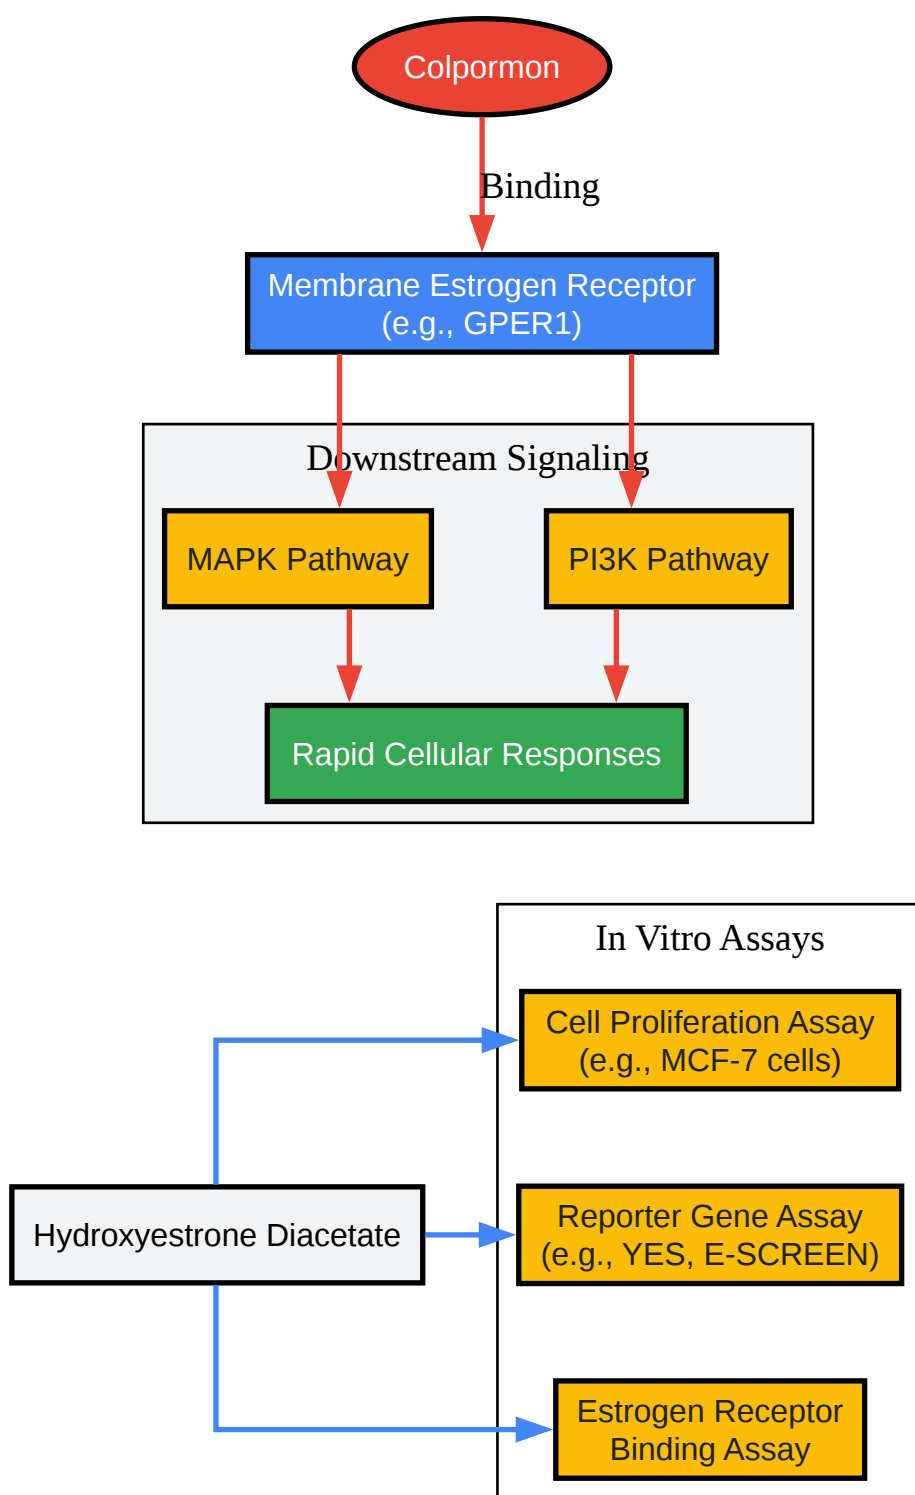 Colpormon
Binding
Membrane Estrogen Receptor
(e.g., GPER1)
Downstream Signaling
MAPK Pathway
PI3K Pathway
Rapid Cellular Responses
In Vitro Assays
Cell Proliferation Assay
(e.g., MCF-7 cells)
Hydroxyestrone Diacetate
Reporter Gene Assay
(e.g., YES, E-SCREEN)
Estrogen Receptor
Binding Assay